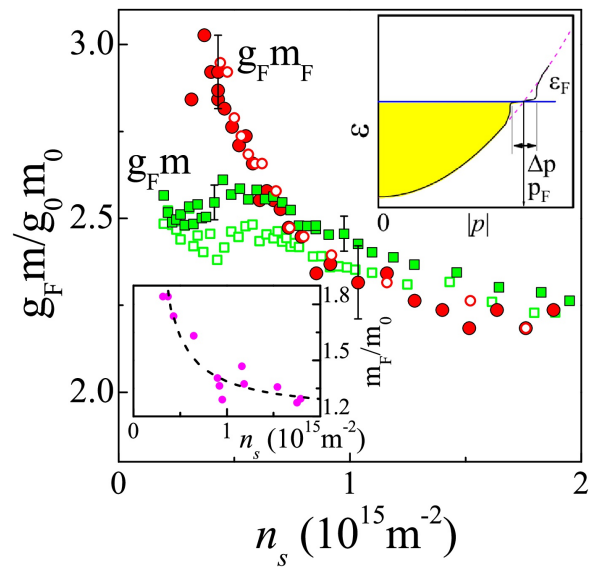 g_F m/g_0 m_0
3.0
2.5
2.0
g_F m_F
g_F m
ε
ε_F
Δp
p_F
0
|p|
1.8
1.5
1.2
m_F/m_0
0
1
n_s (10^15 m^-2)
0
1
2
n_s (10^15 m^-2)